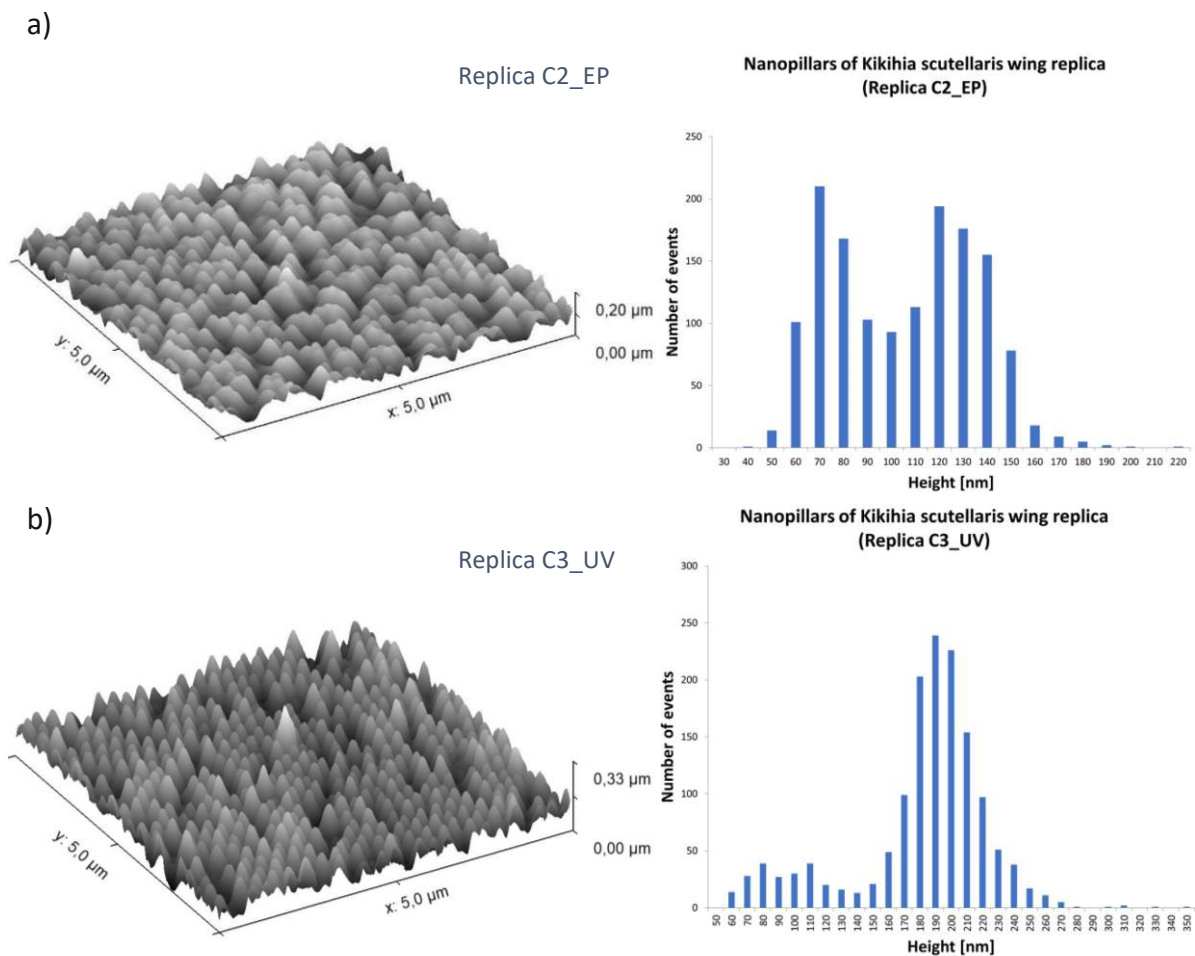 a)
Replica C2_EP
0,20 µm
0,00 µm
y: 5,0 µm
x: 5,0 µm
Nanopillars of Kikihia scutellaris wing replica
(Replica C2_EP)
Number of events
250
200
150
100
50
0
30 40 50 60 70 80 90 100 110 120 130 140 150 160 170 180 190 200 210 220
Height [nm]
b)
Replica C3_UV
0,33 µm
0,00 µm
y: 5,0 µm
x: 5,0 µm
Nanopillars of Kikihia scutellaris wing replica
(Replica C3_UV)
Number of events
300
250
200
150
100
50
0
50 60 70 80 90 100 110 120 130 140 150 160 170 180 190 200 210 220 230 240 250 260 270 280 300 310 330 350
Height [nm]